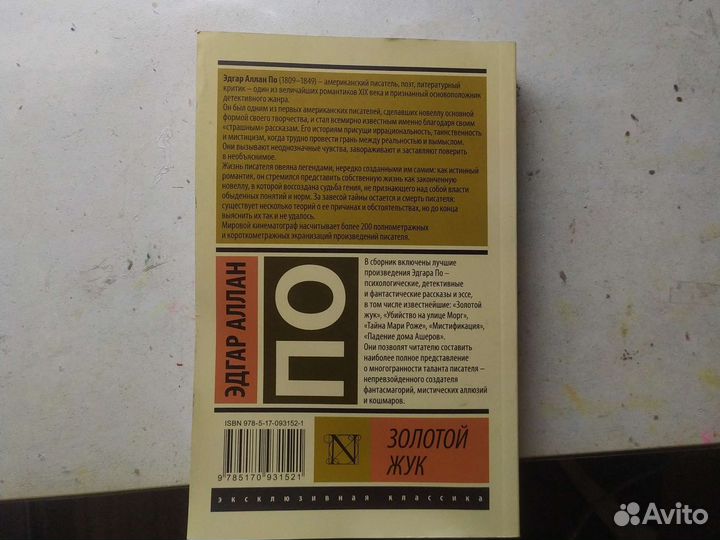 Эдгар Аллан По (1809–1849) – американский писатель, поэт, литературный
критик – один из величайших романтиков XIX века и признанный основоположник
детективного жанра.
Он был одним из первых американских писателей, сделавших новеллу основной
формой своего творчества, и стал всемирно известным именно благодаря своим
«страшным» рассказам. Его историям присущи иррациональность, таинственность
и мистицизм, когда трудно провести грань между реальностью и вымыслом.
Они вызывают неоднозначные чувства, завораживают и заставляют поверить
в необъяснимое.
Жизнь писателя овеяна легендами, нередко созданными им самим: как истинный
романтик, он стремился представить собственную жизнь как законченную
новеллу, в которой воссоздана судьба гения, не признающего над собой власти
обыденных понятий и норм. За завесой тайны остается и смерть писателя:
существует несколько теорий о ее причинах и обстоятельствах, но до конца
выяснить их так и не удалось.
Мировой кинематограф насчитывает более 200 полнометражных
и короткометражных экранизаций произведений писателя.
ЭДГАР АЛЛАН
ПО
В сборник включены лучшие
произведения Эдгара По –
психологические, детективные
и фантастические рассказы и эссе,
в том числе известнейшие: «Золотой
жук», «Убийство на улице Морг»,
«Тайна Мари Роже», «Мистификация»,
«Падение дома Ашеров».
Они позволят читателю составить
наиболее полное представление
о многогранности таланта писателя –
непревзойденного создателя
фантасмагорий, мистических аллюзий
и кошмаров.
ISBN 978-5-17-093152-1
9 785170 931521
N
ЗОЛОТОЙ
ЖУК
эксклюзивная классика
Avito